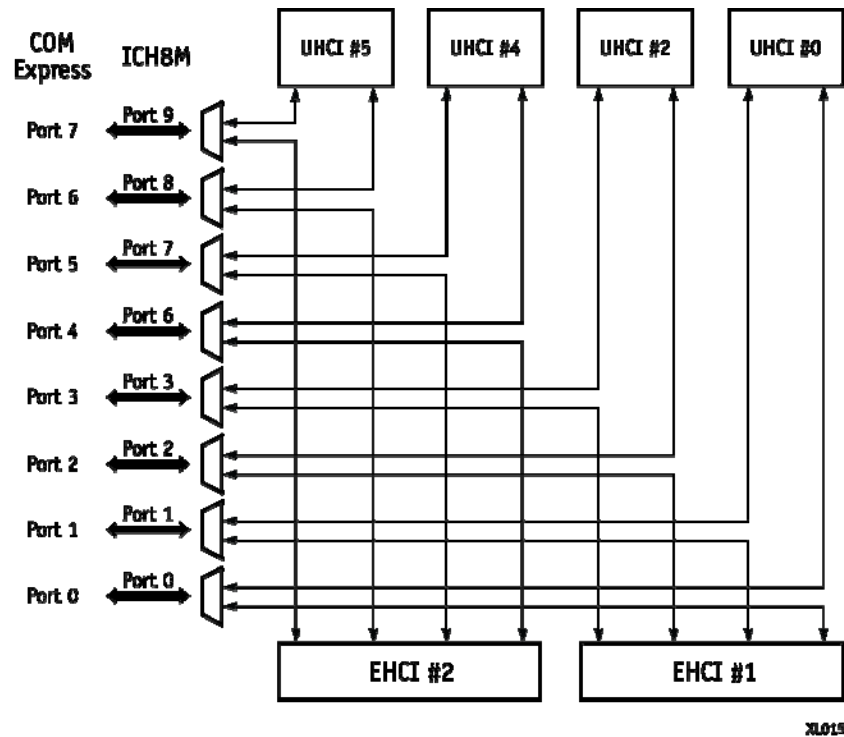 COM Express
ICH8M
UHCI #5
UHCI #4
UHCI #2
UHCI #0
Port 7
Port 9
Port 6
Port 8
Port 5
Port 7
Port 4
Port 6
Port 3
Port 3
Port 2
Port 2
Port 1
Port 1
Port 0
Port 0
EHCI #2
EHCI #1
XL015